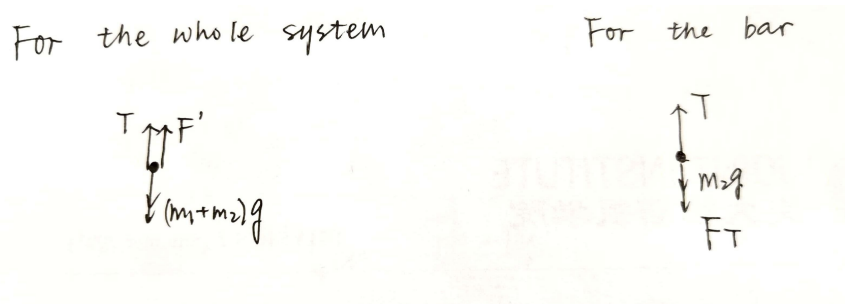 For the whole system
For the bar
T F'
(m₁+m₂)g
T
m₂g
FT